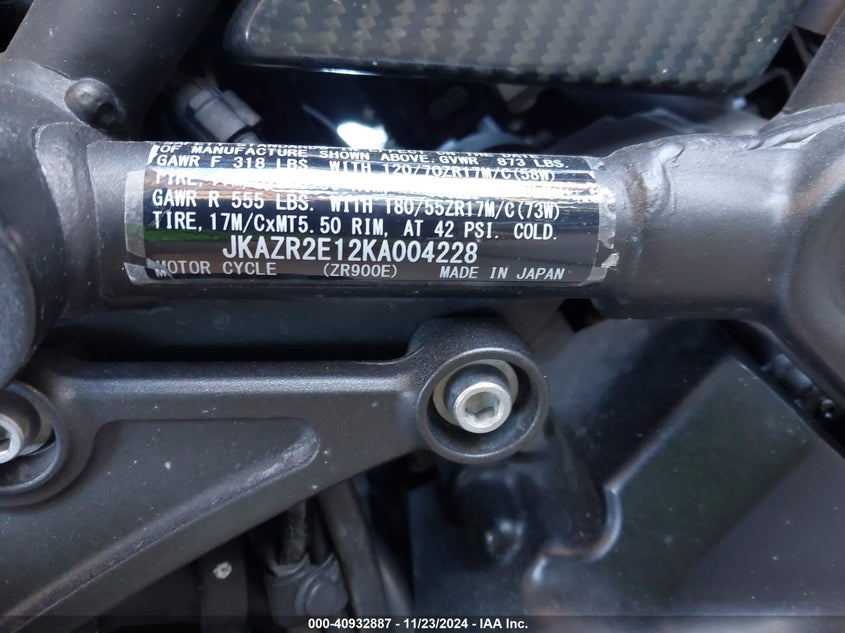 OF MANUFACTURE SHOWN ABOVE, GVWR 873 LBS
GAWR F 318 LBS. WITH 120/70ZR17M/C(58W)
TIRE,
GAWR R 555 LBS. WITH 180/55ZR17M/C(73W)
TIRE, 17M/CxMT5.50 RIM, AT 42 PSI. COLD.
JKAZR2E12KA004228
MOTOR CYCLE (ZR900E) MADE IN JAPAN
000-40932887 - 11/23/2024 - IAA Inc.